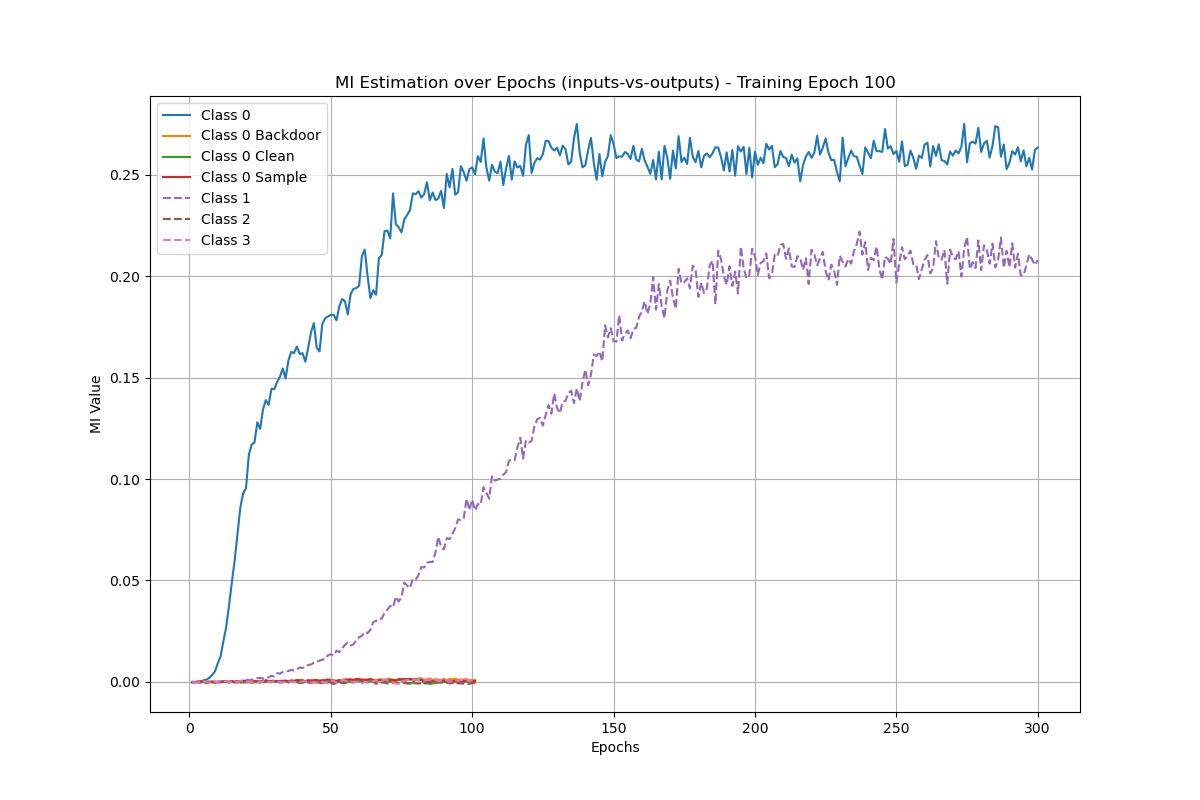 MI Estimation over Epochs (inputs-vs-outputs) - Training Epoch 100
Class 0
Class 0 Backdoor
Class 0 Clean
Class 0 Sample
Class 1
Class 2
Class 3
MI Value
0.25
0.20
0.15
0.10
0.05
0.00
0 50 100 150 200 250 300
Epochs